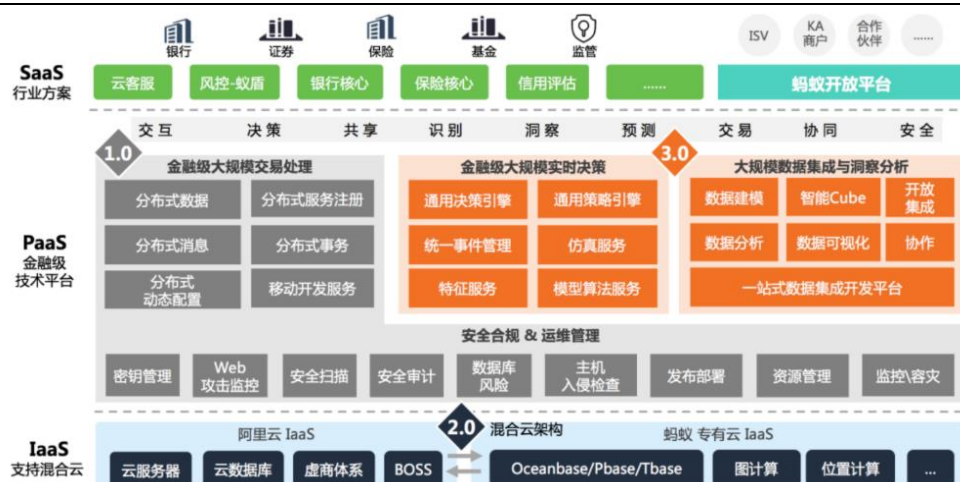 银行
证券
保险
基金
监管
ISV
KA
商户
合作
伙伴
......
SaaS
行业方案
云客服
风控-蚁盾
银行核心
保险核心
信用评估
......
蚂蚁开放平台
交互 决策 共享 识别 洞察 预测 交易 协同 安全
1.0
3.0
PaaS
金融级
技术平台
金融级大规模交易处理
分布式数据
分布式服务注册
分布式消息
分布式事务
分布式
动态配置
移动开发服务
金融级大规模实时决策
通用决策引擎
通用策略引擎
统一事件管理
仿真服务
特征服务
模型算法服务
大规模数据集成与洞察分析
数据建模
智能Cube
开放
集成
数据分析
数据可视化
协作
一站式数据集成开发平台
安全合规 & 运维管理
密钥管理
Web
攻击监控
安全扫描
安全审计
数据库
风险
主机
入侵检查
发布部署
资源管理
监控\容灾
IaaS
支持混合云
阿里云 IaaS
2.0
混合云架构
蚂蚁 专有云 IaaS
云服务器
云数据库
虚商体系
BOSS
Oceanbase/Pbase/Tbase
图计算
位置计算
...